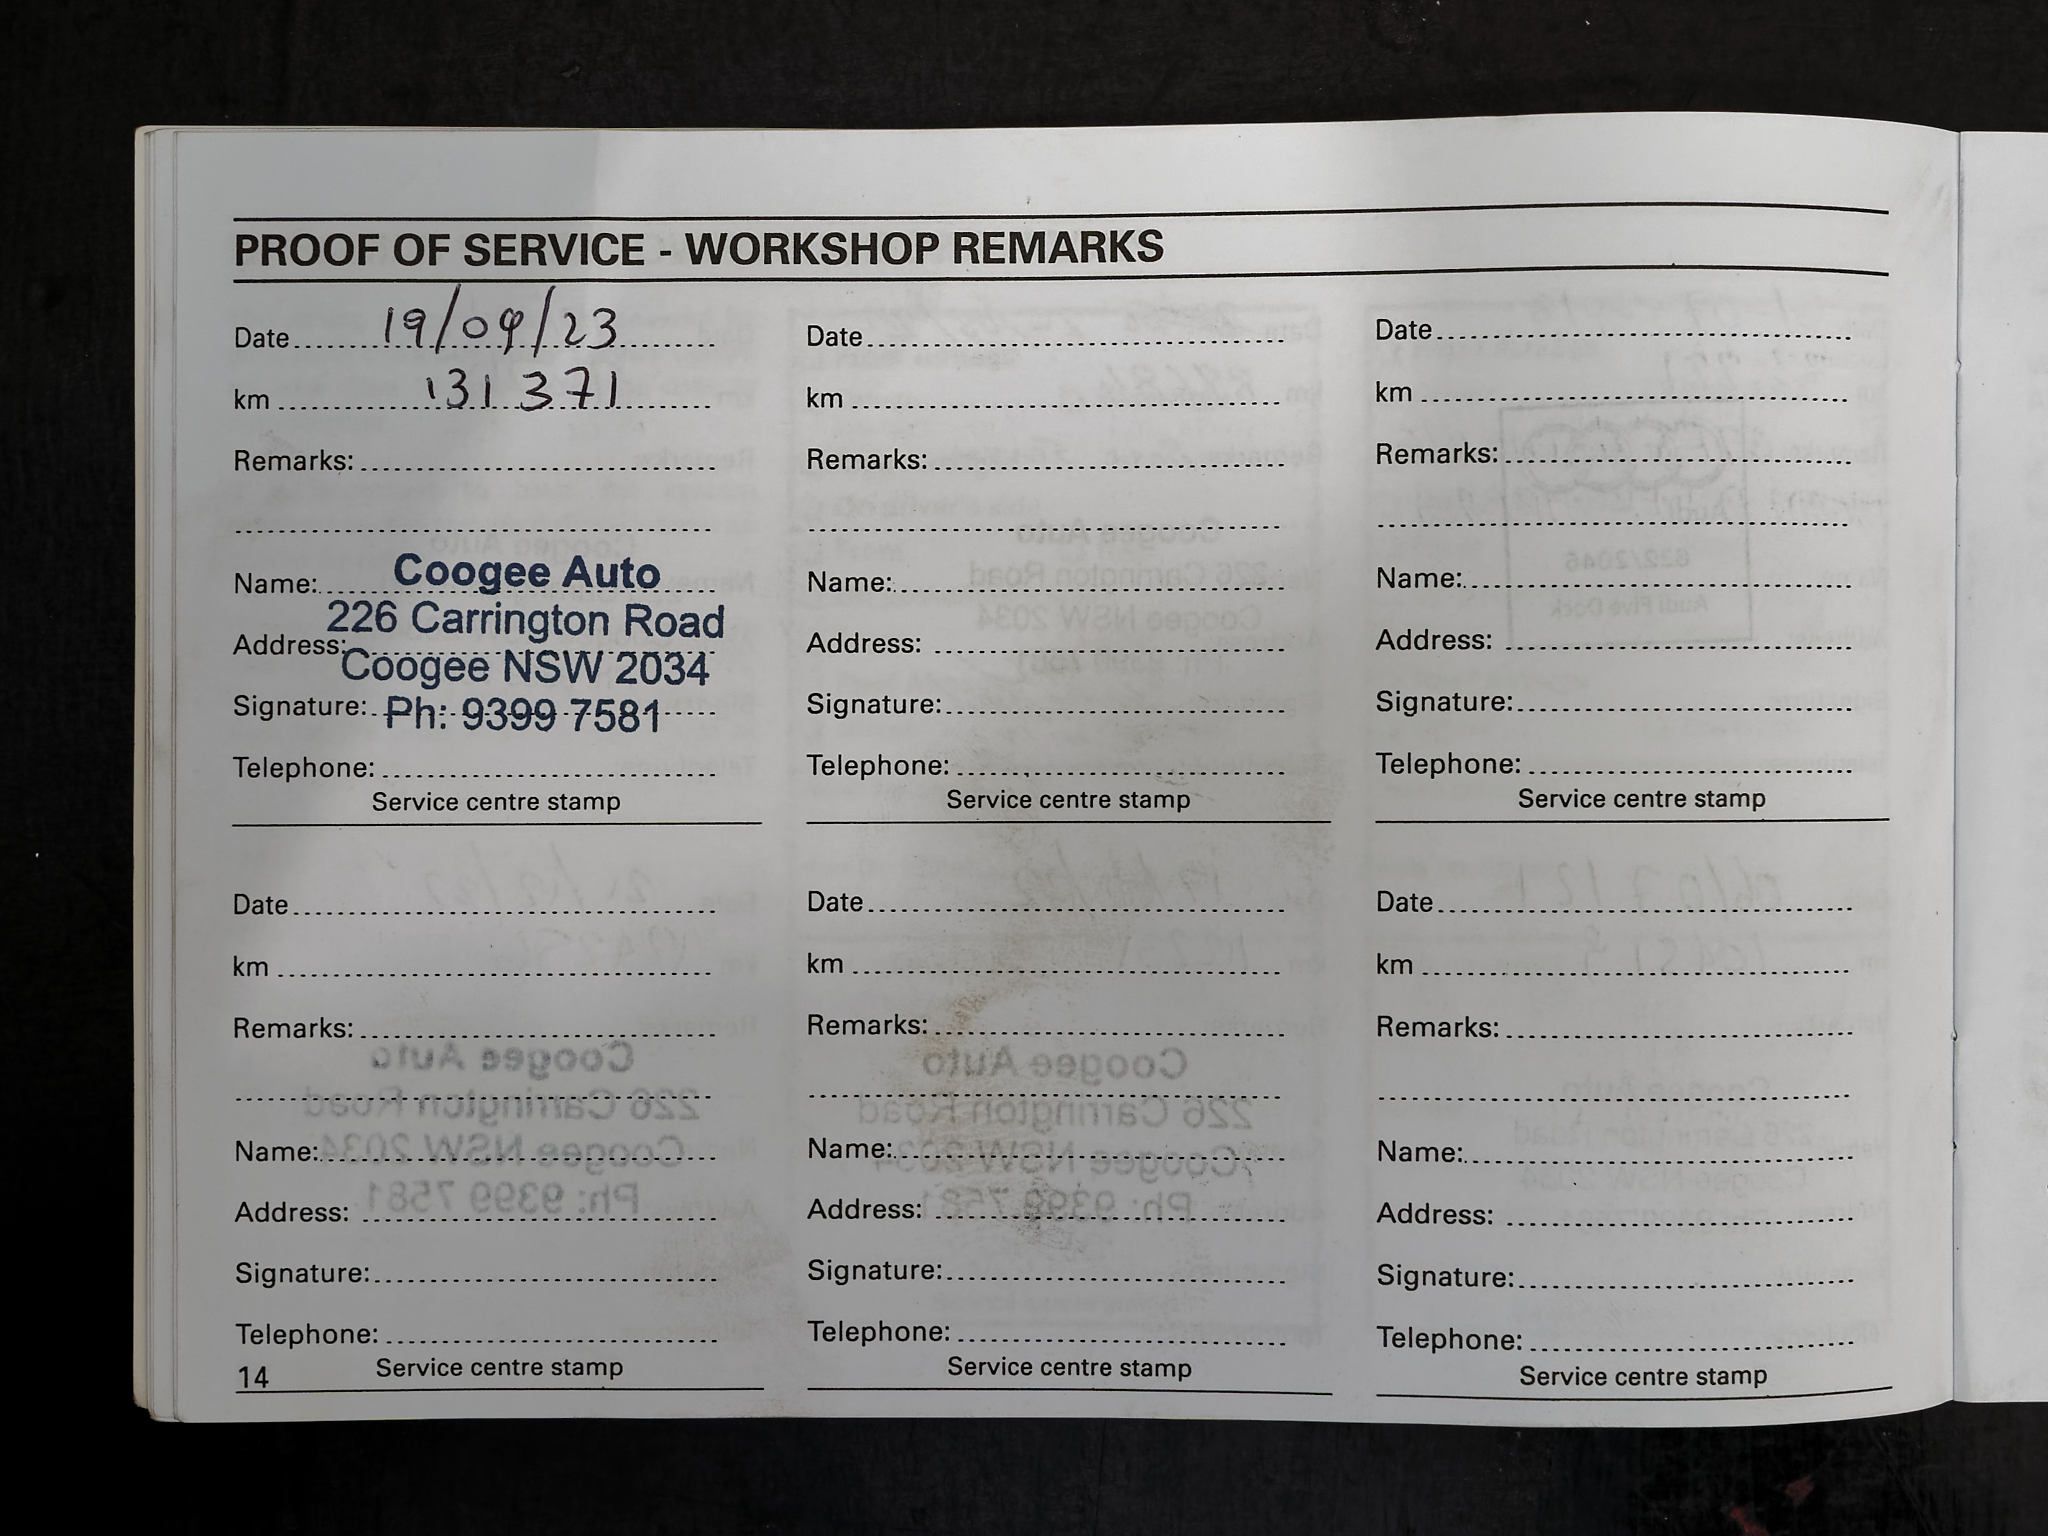 PROOF OF SERVICE - WORKSHOP REMARKS
Date 19/09/23
km 131 371
Remarks:
Name: Coogee Auto
226 Carrington Road
Address:
Coogee NSW 2034
Signature: Ph: 9399 7581
Telephone:
Service centre stamp
Date
km
Remarks:
Name:
Address:
Signature:
Telephone:
Service centre stamp
Date
km
Remarks:
Name:
Address:
Signature:
Telephone:
Service centre stamp
Date
km
Remarks:
Name:
Address:
Signature:
Telephone:
Service centre stamp
14
Date
km
Remarks:
Name:
Address:
Signature:
Telephone:
Service centre stamp
Date
km
Remarks:
Name:
Address:
Signature:
Telephone:
Service centre stamp